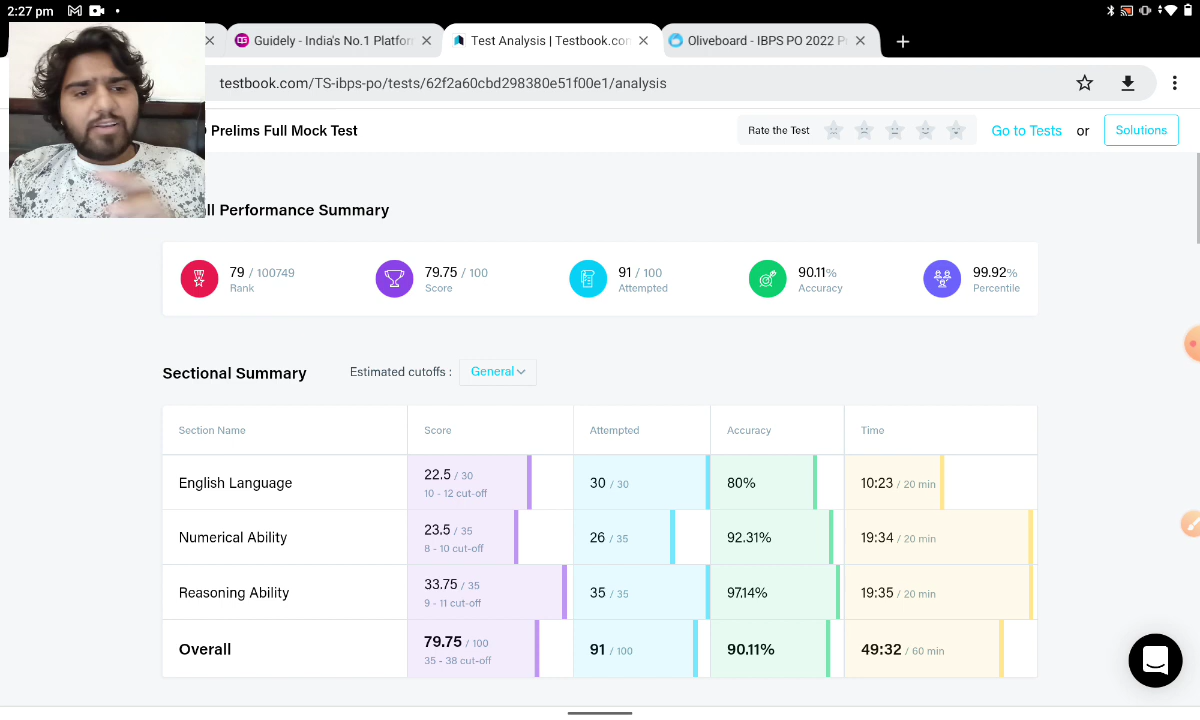 2:27 pm
Guidely - India's No.1 Platfor
Test Analysis | Testbook.co
Oliveboard - IBPS PO 2022 P
testbook.com/TS-ibps-po/tests/62f2a60cbd298380e51f00e1/analysis
Prelims Full Mock Test
Rate the Test
Go to Tests or Solutions
ll Performance Summary
79 / 100749
Rank
79.75 / 100
Score
91 / 100
Attempted
90.11%
Accuracy
99.92%
Percentile
Sectional Summary
Estimated cutoffs : General
Section Name Score Attempted Accuracy Time
English Language 22.5 / 30 30 / 30 80% 10:23 / 20 min
10 - 12 cut-off
Numerical Ability 23.5 / 35 26 / 35 92.31% 19:34 / 20 min
8 - 10 cut-off
Reasoning Ability 33.75 / 35 35 / 35 97.14% 19:35 / 20 min
9 - 11 cut-off
Overall 79.75 / 100 91 / 100 90.11% 49:32 / 60 min
35 - 38 cut-off